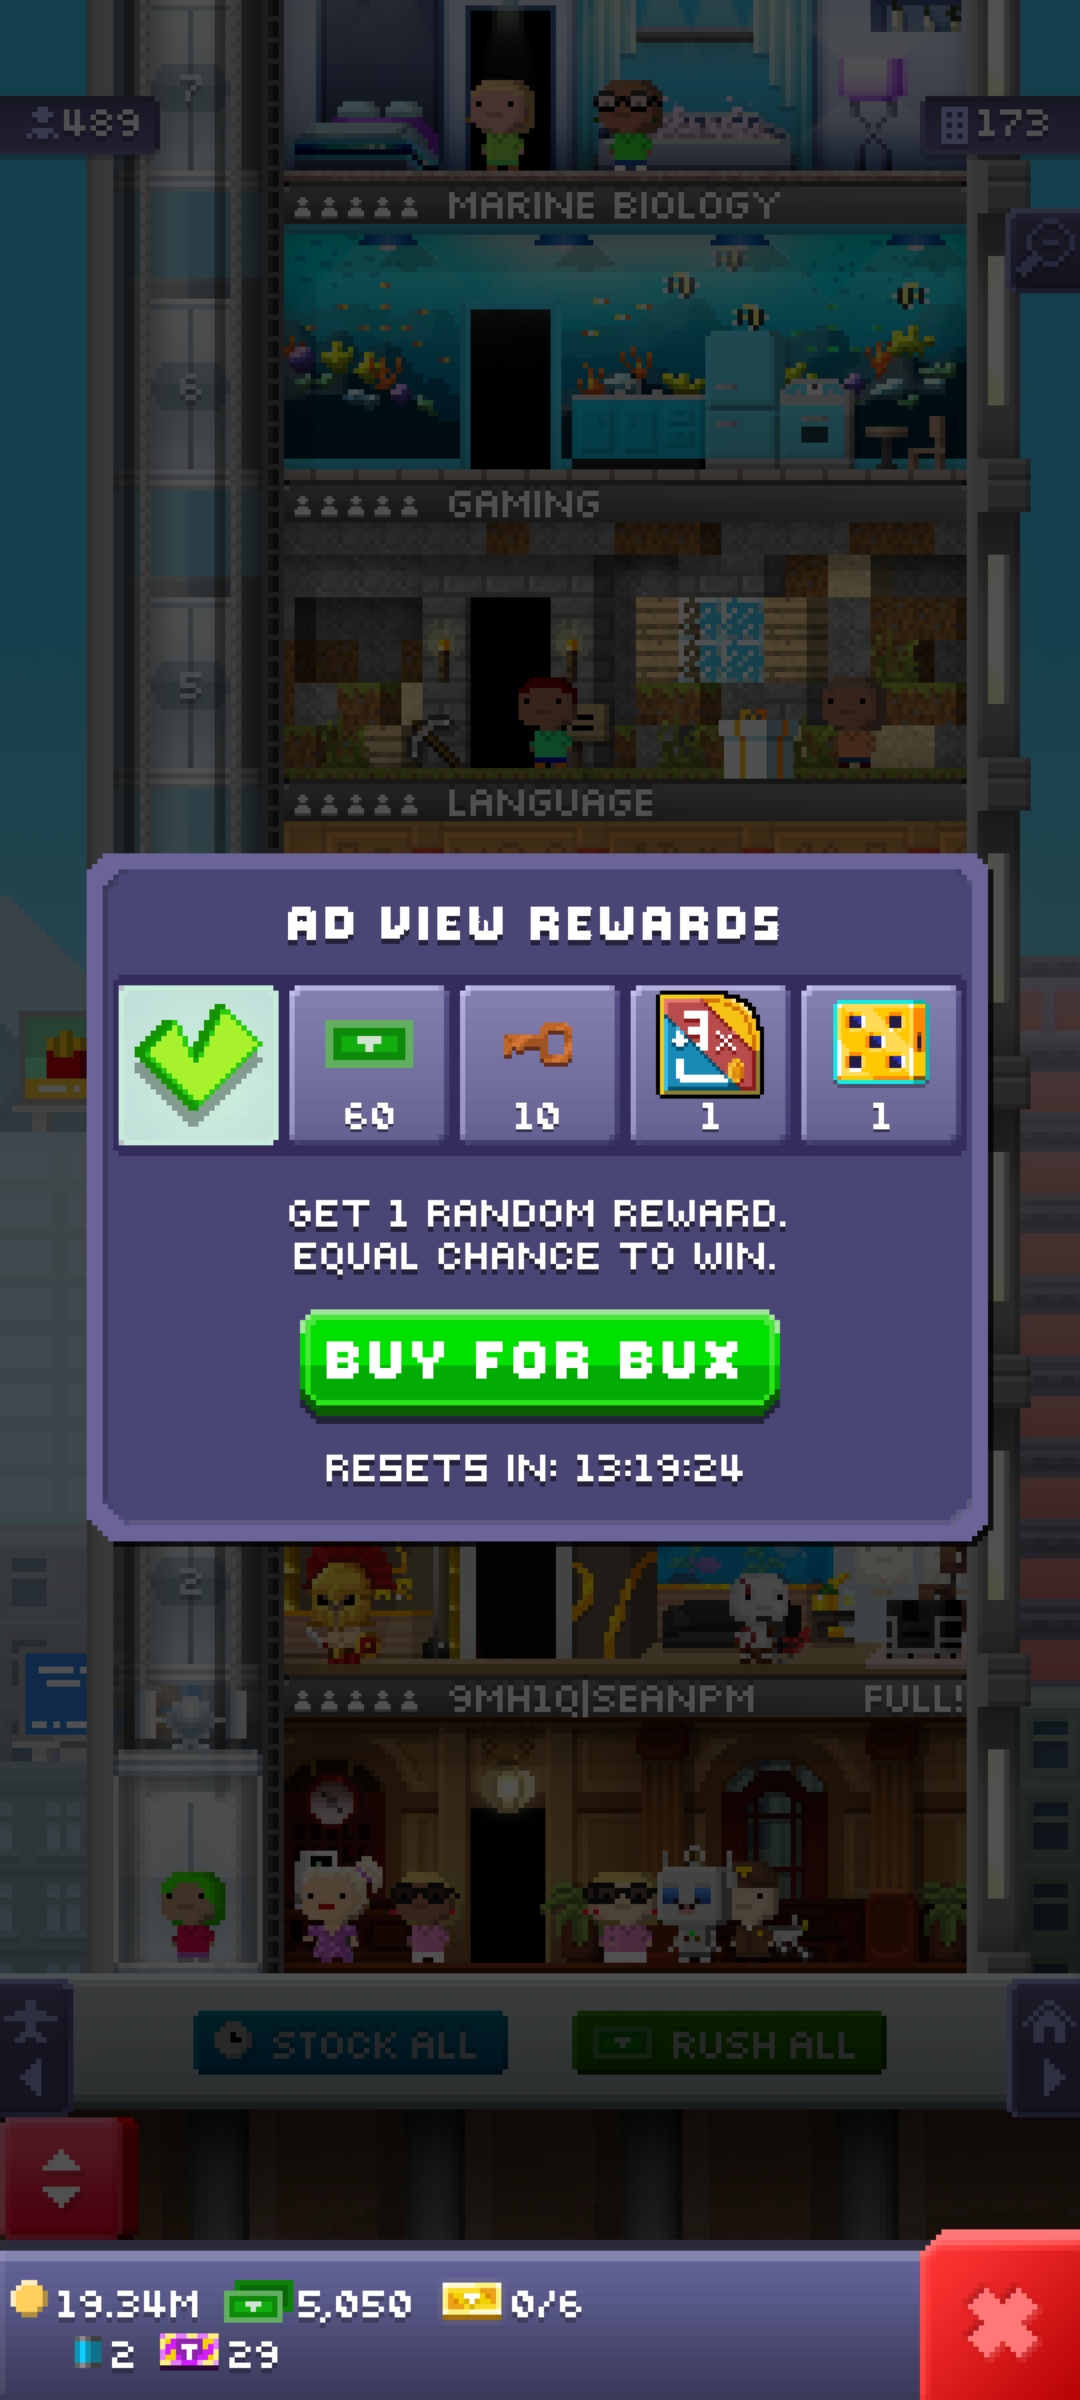 7
489
173
MARINE BIOLOGY
6
GAMING
5
LANGUAGE
AD VIEW REWARDS
60
10
1
1
GET 1 RANDOM REWARD.
EQUAL CHANCE TO WIN.
BUY FOR BUX
RESETS IN: 13:19:24
2
9MH1Q|SEANPM FULL!
STOCK ALL
RUSH ALL
19.34M 5,050 0/6
2 29